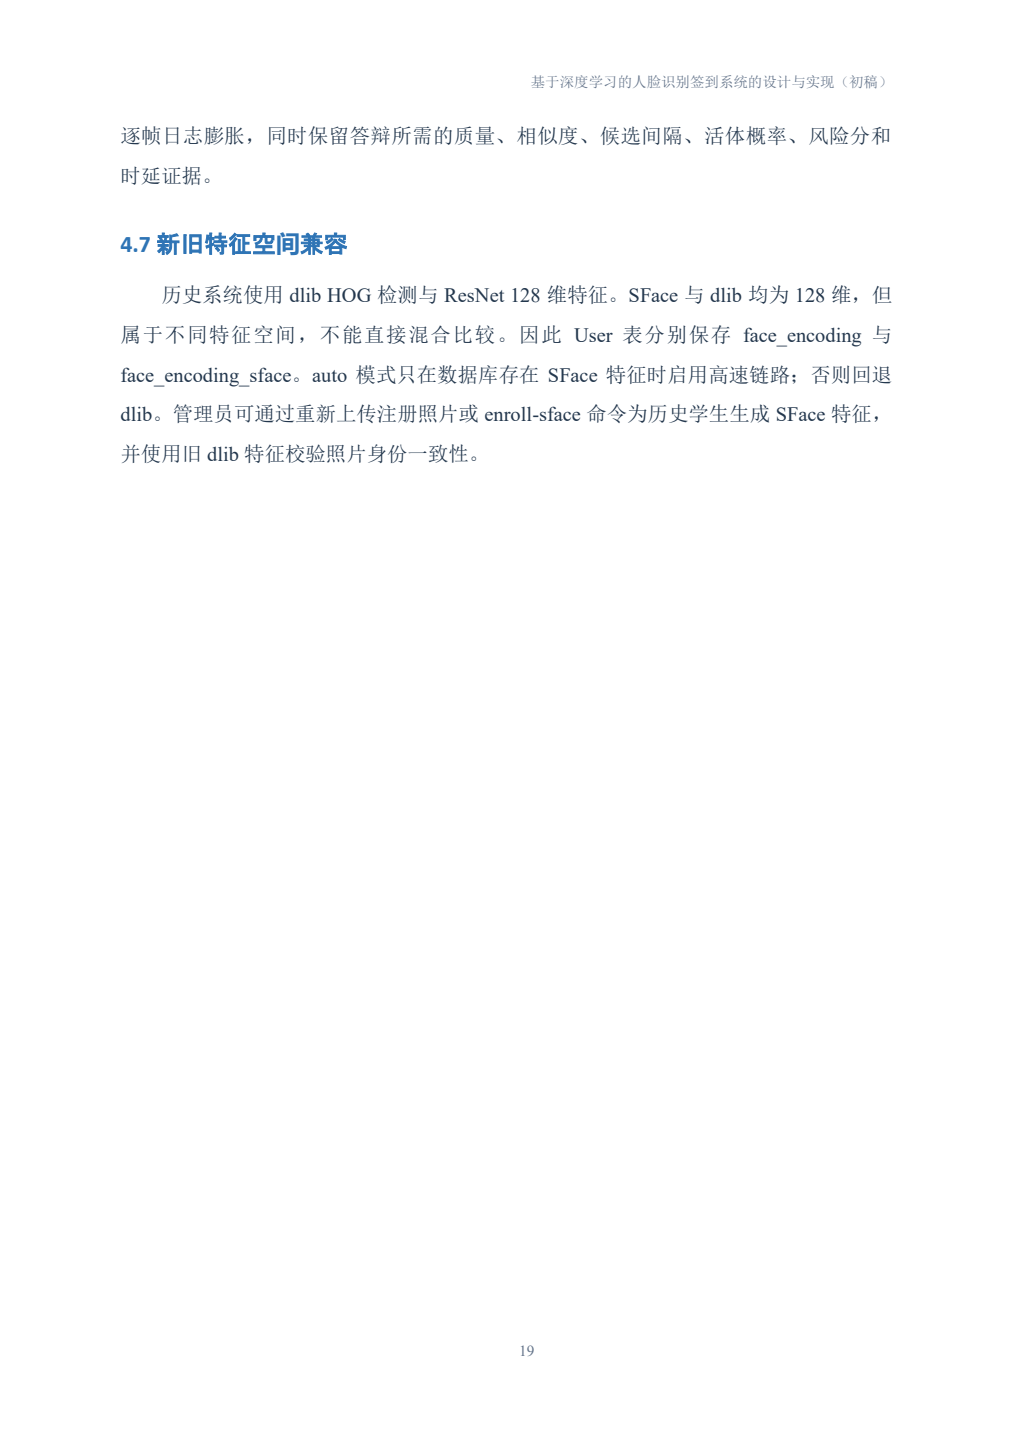 基于深度学习的人脸识别签到系统的设计与实现（初稿）
逐帧日志膨胀，同时保留答辩所需的质量、相似度、候选间隔、活体概率、风险分和
时延证据。
4.7 新旧特征空间兼容
历史系统使用 dlib HOG 检测与 ResNet 128 维特征。SFace 与 dlib 均为 128 维，但
属于不同特征空间，不能直接混合比较。因此 User 表分别保存 face_encoding 与
face_encoding_sface。auto 模式只在数据库存在 SFace 特征时启用高速链路；否则回退
dlib。管理员可通过重新上传注册照片或 enroll-sface 命令为历史学生生成 SFace 特征，
并使用旧 dlib 特征校验照片身份一致性。
19